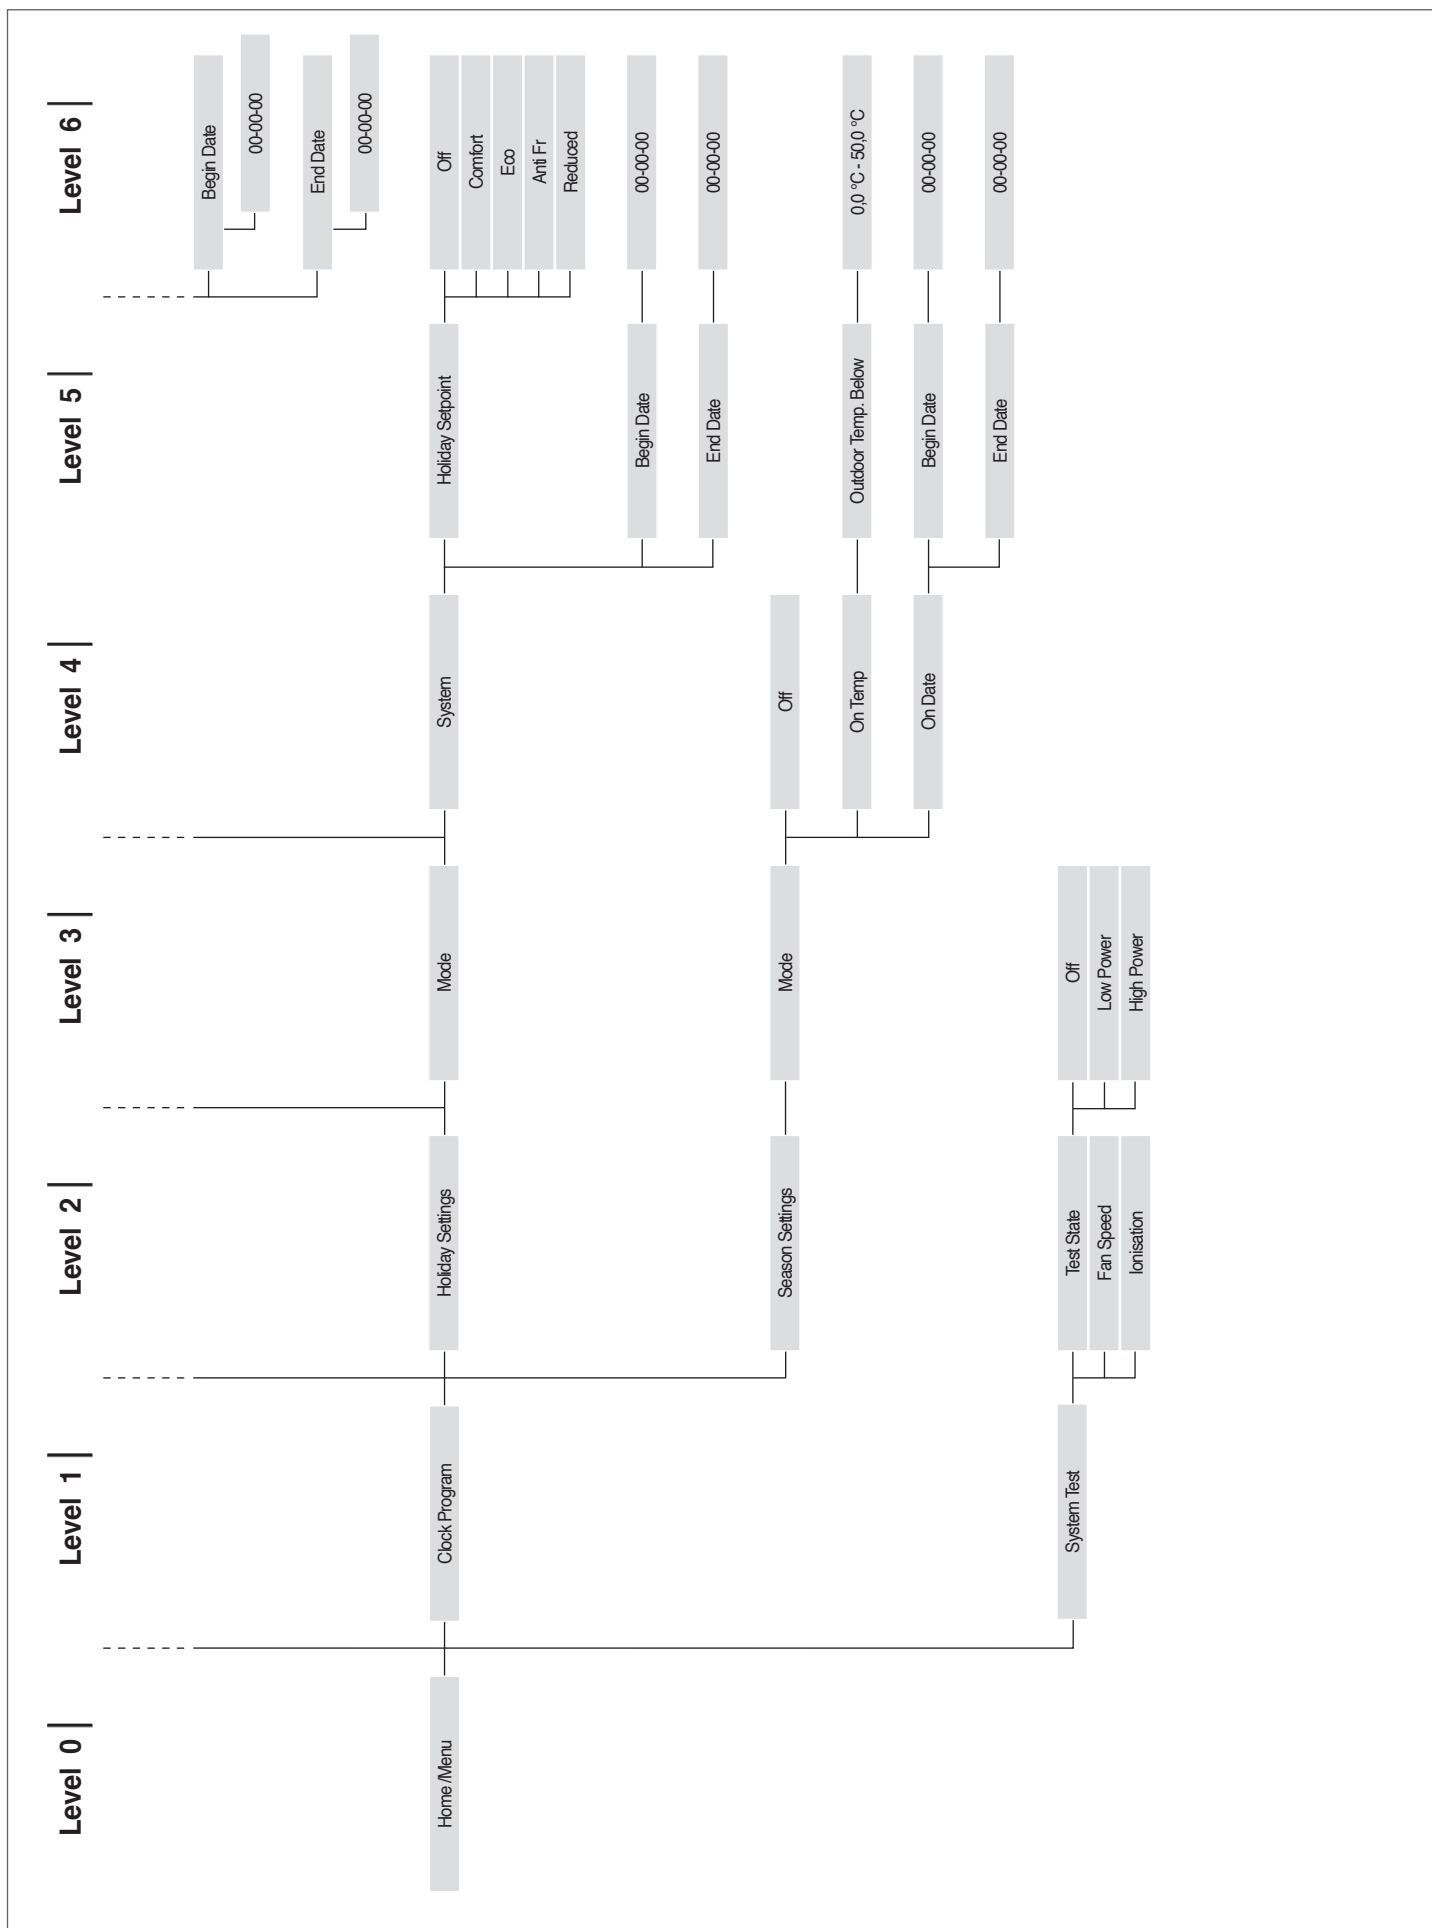 Level 0
Level 1
Level 2
Level 3
Level 4
Level 5
Level 6
Begin Date
00-00-00
End Date
00-00-00
Home /Menu
Clock Program
Holiday Settings
Mode
System
Holiday Setpoint
Off
Comfort
Eco
Anti Fr
Reduced
Begin Date
00-00-00
End Date
00-00-00
Season Settings
Mode
Off
On Temp
Outdoor Temp. Below
0,0 °C - 50,0 °C
On Date
Begin Date
00-00-00
End Date
00-00-00
System Test
Test State
Off
Fan Speed
Low Power
Ionisation
High Power